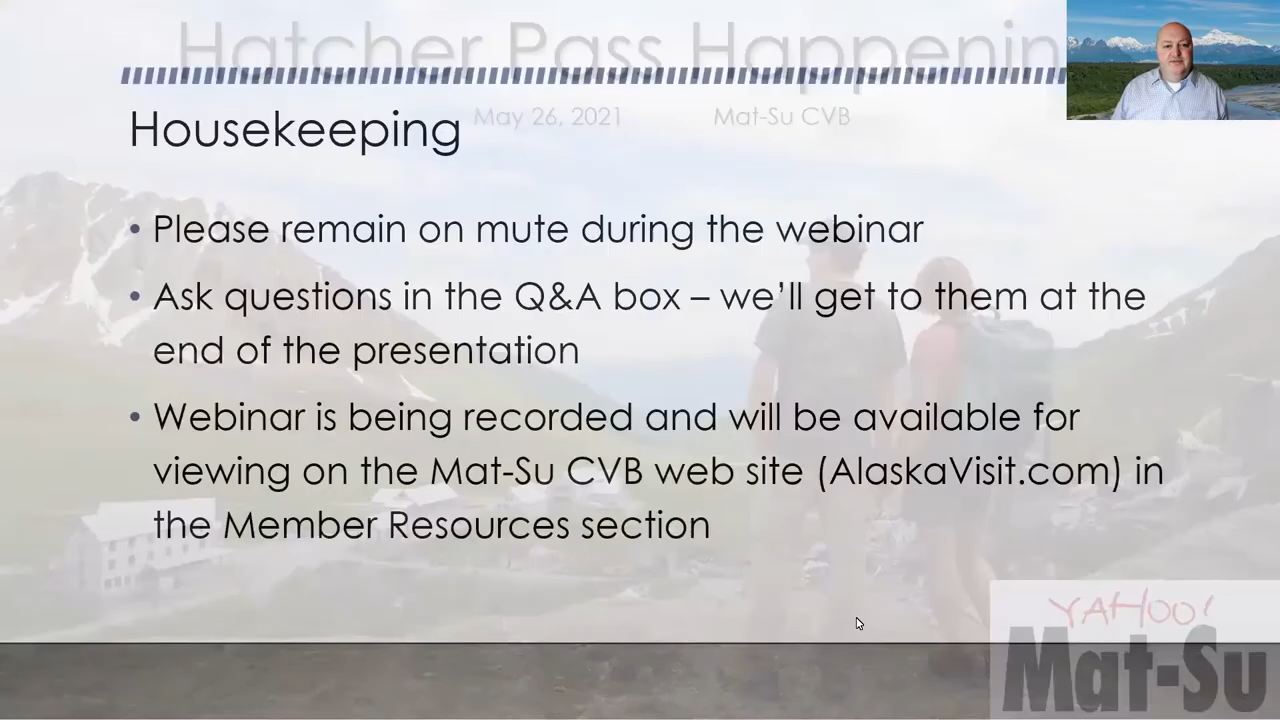 Hatcher Pass Happenin
May 26, 2021 Mat-Su CVB
Housekeeping
• Please remain on mute during the webinar
• Ask questions in the Q&A box – we'll get to them at the
end of the presentation
• Webinar is being recorded and will be available for
viewing on the Mat-Su CVB web site (AlaskaVisit.com) in
the Member Resources section
YAHOO!
Mat-Su